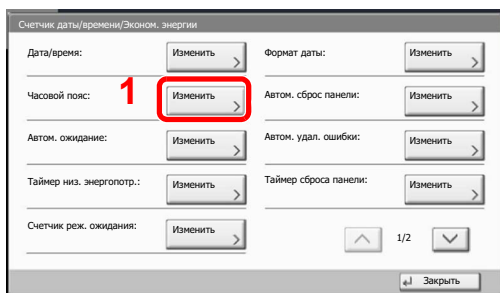 Счетчик даты/времени/Эконом. энергии
Дата/время: Изменить Формат даты: Изменить
Часовой пояс: 1 Изменить Автом. сброс панели: Изменить
Автом. ожидание: Изменить Автом. удал. ошибки: Изменить
Таймер низ. энергопотр.: Изменить Таймер сброса панели: Изменить
Счетчик реж. ожидания: Изменить 1/2
Закрыть